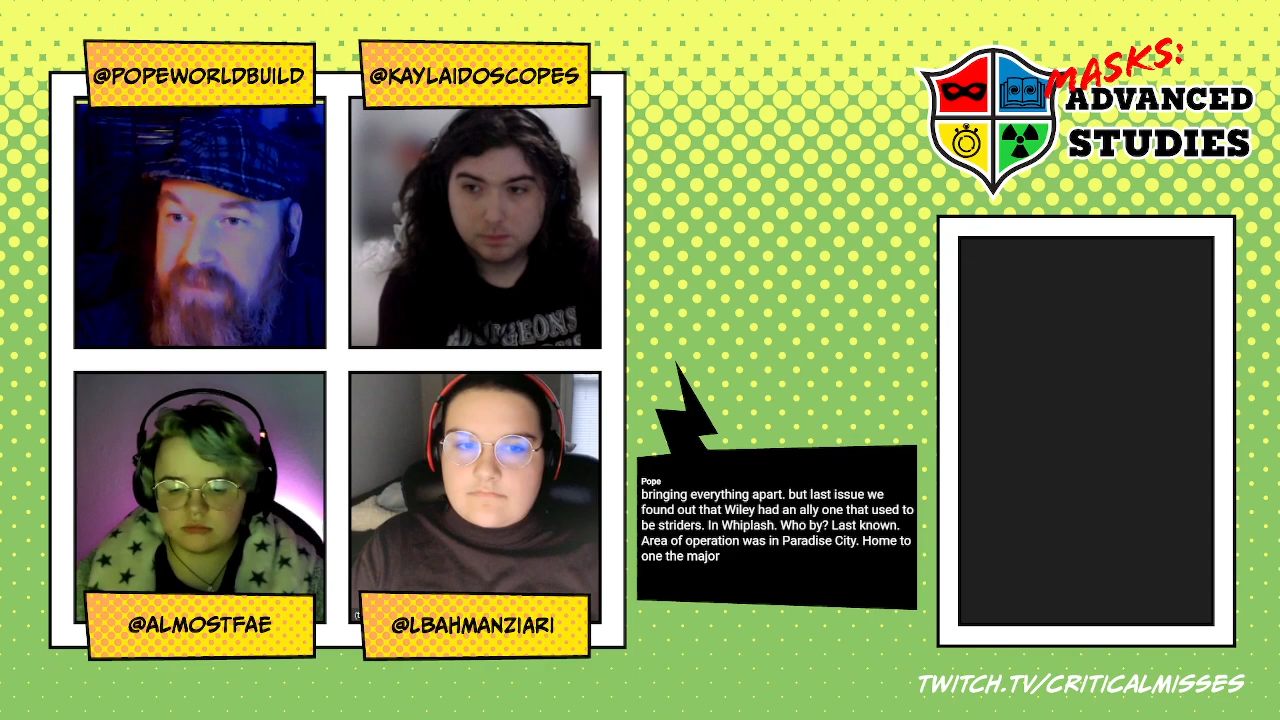 @POPEWORLDBUILD
@KAYLAIDOSCOPES
MASKS:
ADVANCED
STUDIES
Pope
bringing everything apart. but last issue we
found out that Wiley had an ally one that used to
be striders. In Whiplash. Who by? Last known.
Area of operation was in Paradise City. Home to
one the major
@ALMOSTFAE
@LBAHMANZIARI
TWITCH.TV/CRITICALMISSES